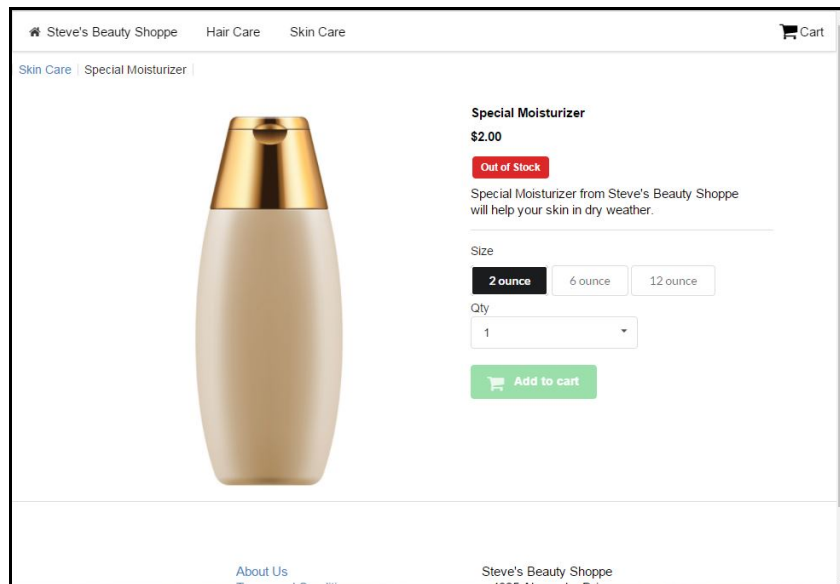 Steve's Beauty Shoppe Hair Care Skin Care Cart
Skin Care Special Moisturizer
Special Moisturizer
$2.00
Out of Stock
Special Moisturizer from Steve's Beauty Shoppe
will help your skin in dry weather.
Size
2 ounce 6 ounce 12 ounce
Qty
1
Add to cart
About Us
Steve's Beauty Shoppe